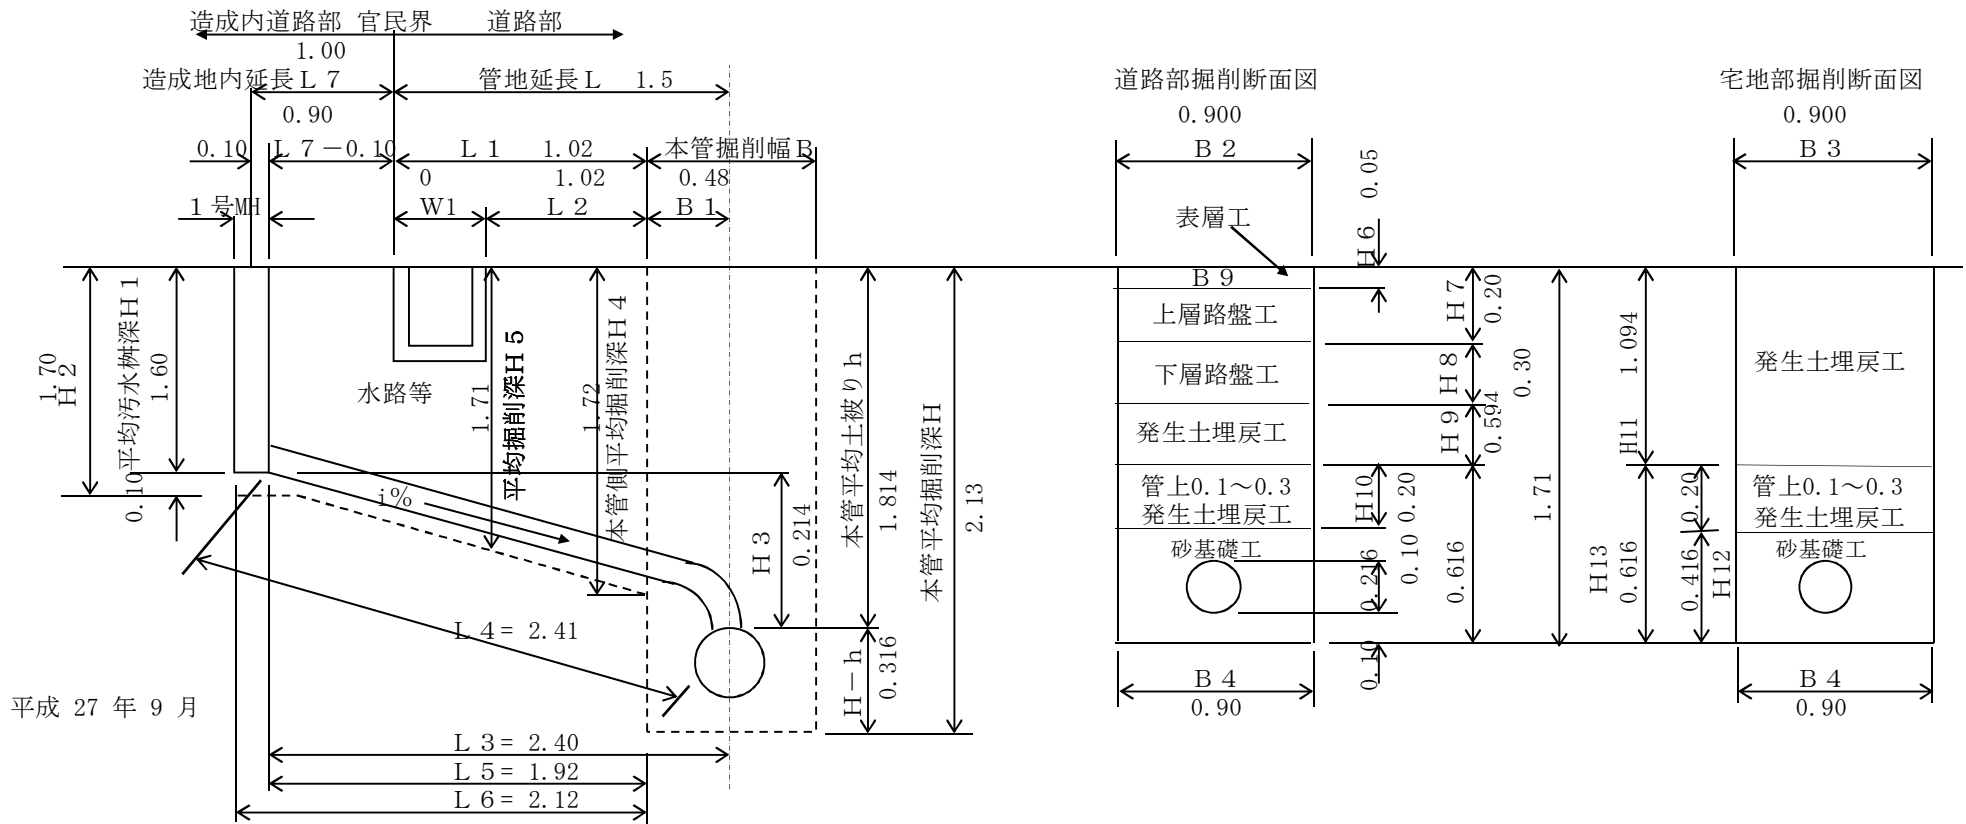 造成内道路部 官民界 道路部
1.00
造成地内延長Ｌ７ 管地延長Ｌ 1.5
0.90
0.10 Ｌ７－0.10 Ｌ１ 1.02 本管掘削幅Ｂ
0 1.02 0.48
１号MH W1 Ｌ２ Ｂ１
1.70
Ｈ２
平均汚水桝深Ｈ１
1.60
0.10
水路等
1.71
平均掘削深Ｈ５
1.72
本管側平均掘削深Ｈ４
i%
Ｈ３
0.214
本管平均土被りｈ
1.814
Ｈ－ｈ
0.316
本管平均掘削深Ｈ
2.13
Ｌ４＝ 2.41
平成 27 年 9 月
Ｌ３＝ 2.40
Ｌ５＝ 1.92
Ｌ６＝ 2.12
道路部掘削断面図
0.900
Ｂ２
表層工
Ｂ９
上層路盤工
下層路盤工
発生土埋戻工
管上0.1～0.3
発生土埋戻工
砂基礎工
Ｂ４
0.90
Ｈ６ 0.05
Ｈ７
0.20
Ｈ８
0.30
Ｈ９
0.594
H10
0.20
0.10
0.216
0.616
0.10
1.71
1.094
H11
H13
0.616
0.20
0.416
H12
宅地部掘削断面図
0.900
Ｂ３
発生土埋戻工
管上0.1～0.3
発生土埋戻工
砂基礎工
Ｂ４
0.90